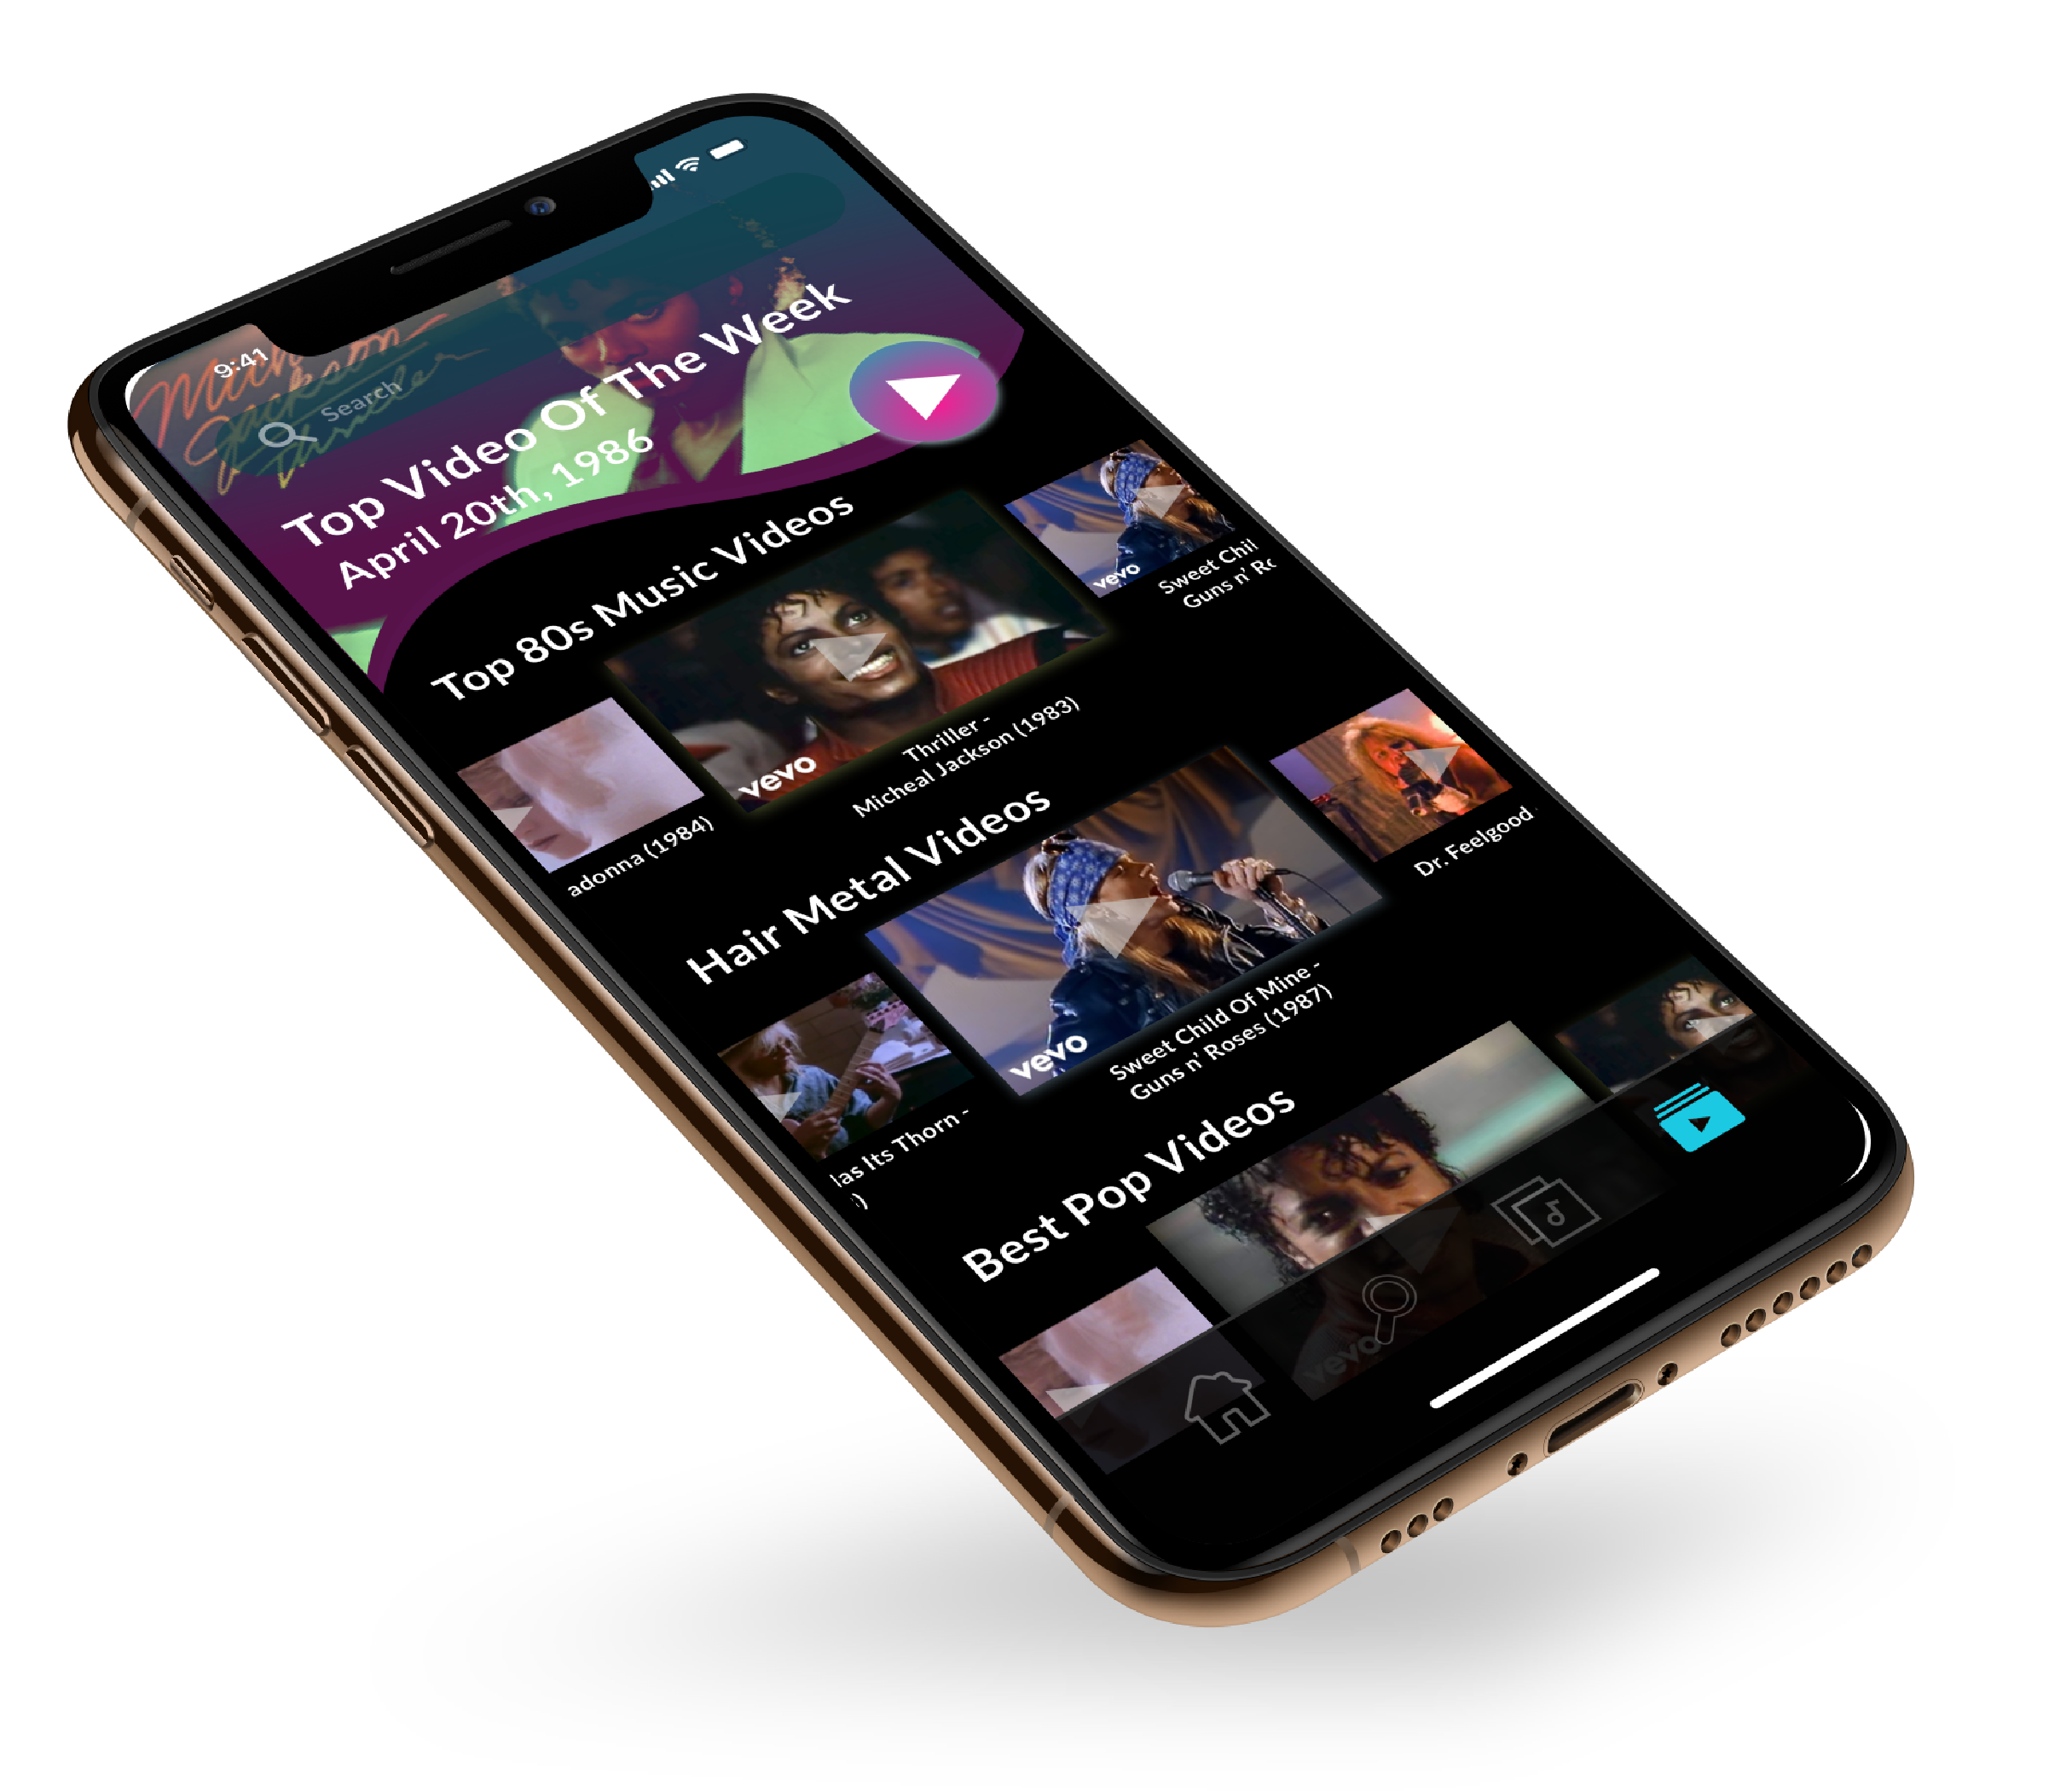 9:41
Search
Top Video Of The Week
April 20th, 1986
Top 80s Music Videos
vevo
adonna (1984)
vevo
Thriller -
Micheal Jackson (1983)
Sweet Chil
Guns n' Ro
Hair Metal Videos
las Its Thorn -
)
vevo
Sweet Child Of Mine -
Guns n' Roses (1987)
Dr. Feelgood
Best Pop Videos
vevo